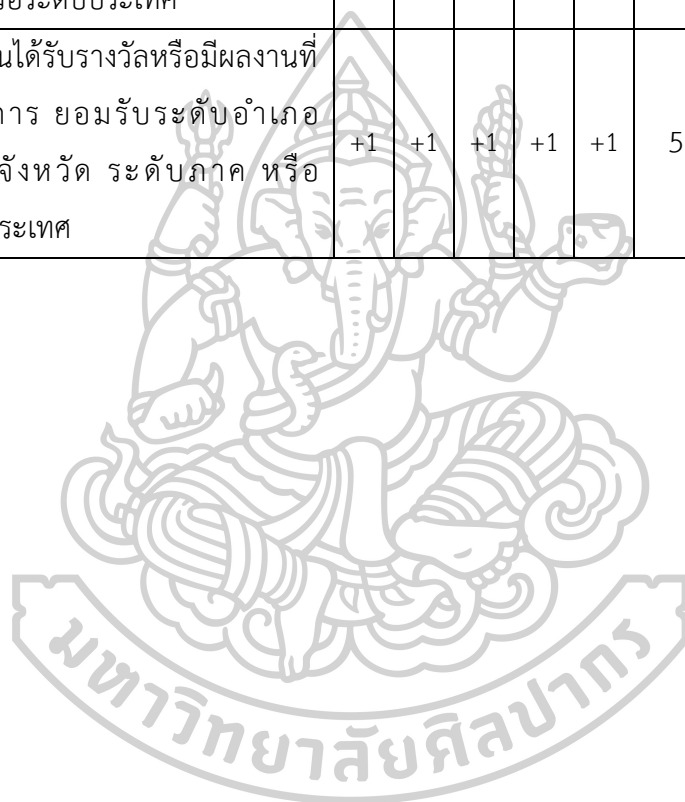 ระดับประเทศ
นได้รับรางวัลหรือมีผลงานที่
การ ยอมรับระดับอำเภอ
จังหวัด ระดับภาค หรือ
ระเทศ
+1 +1 +1 +1 +1 5
มหาวิทยาลัยศิลปากร